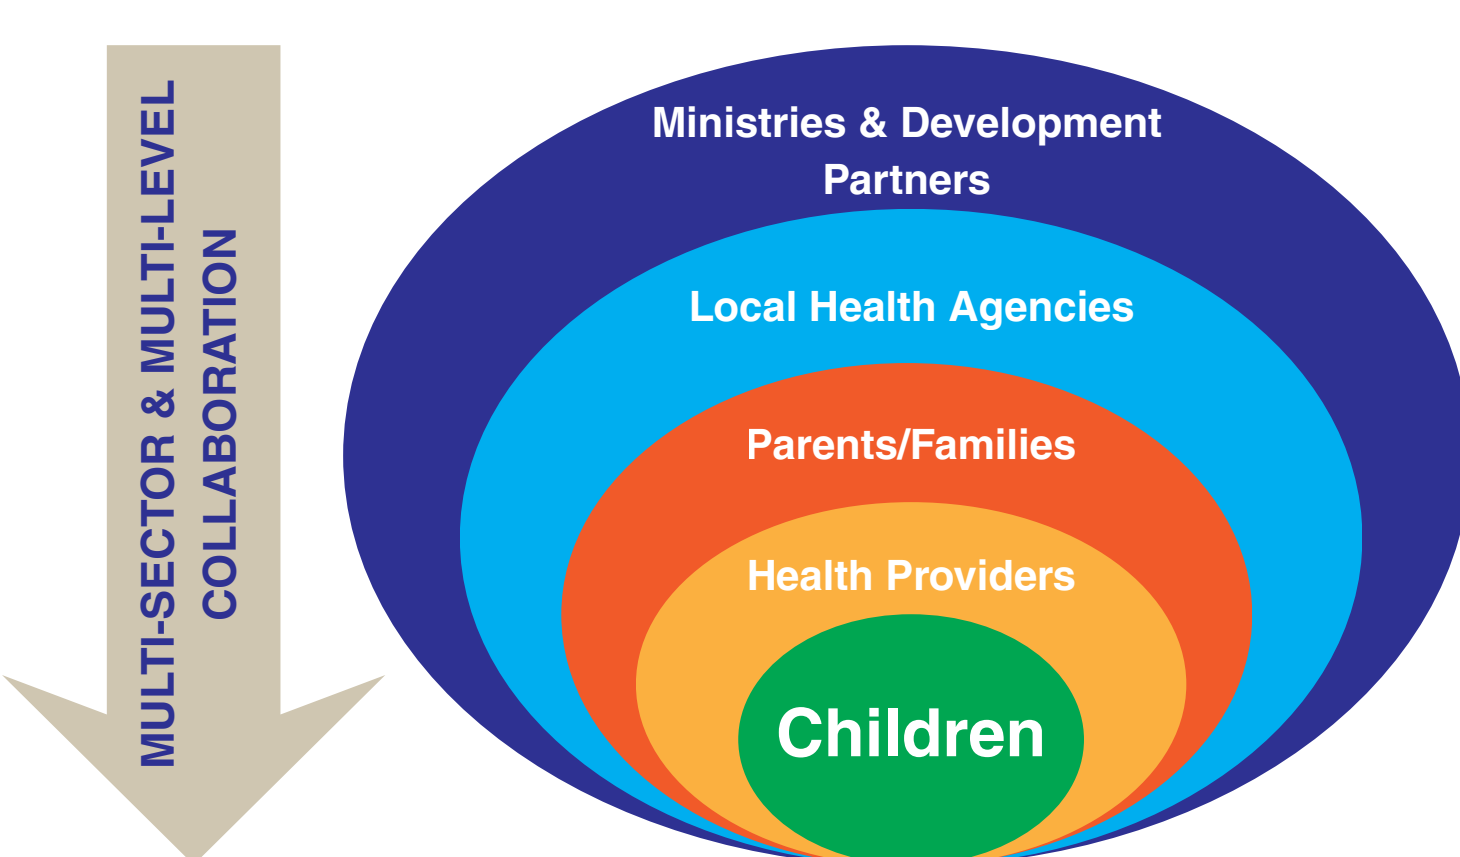 MULTI-SECTOR & MULTI-LEVEL
COLLABORATION
Ministries & Development
Partners
Local Health Agencies
Parents/Families
Health Providers
Children